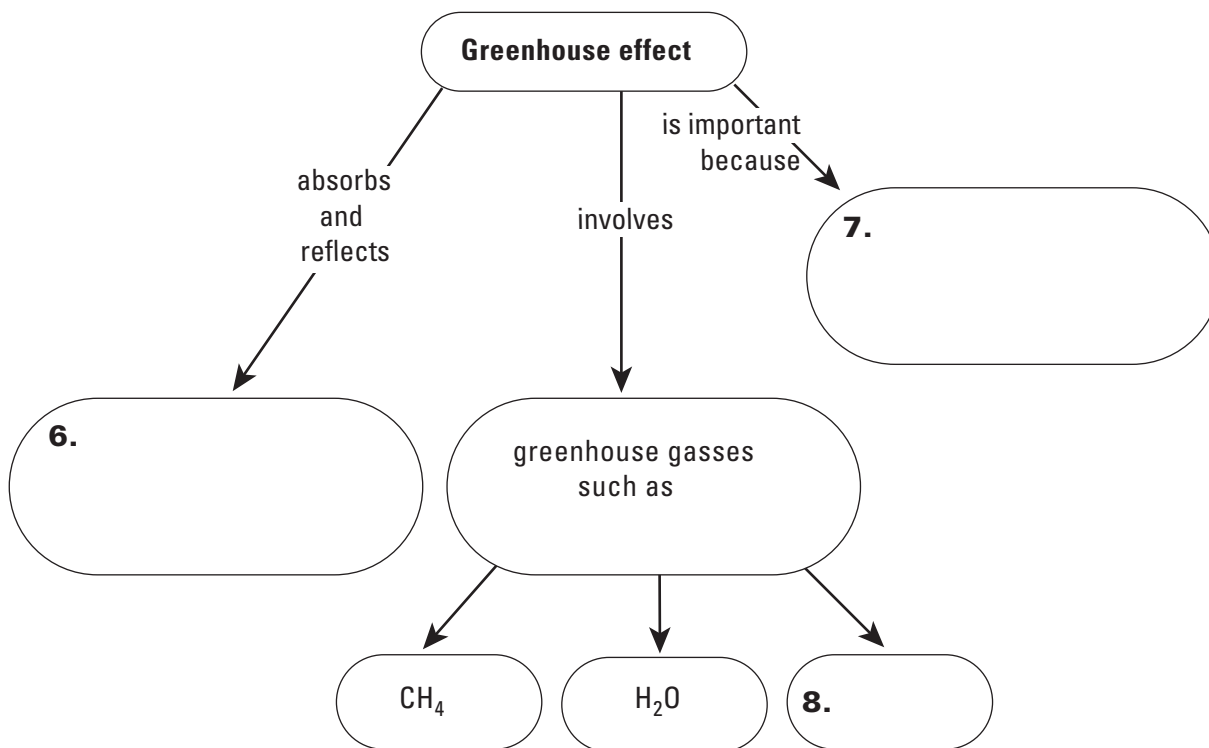 Greenhouse effect
is important
because
absorbs
and
reflects
involves
7.
6.
greenhouse gasses
such as
CH₄
H₂O
8.